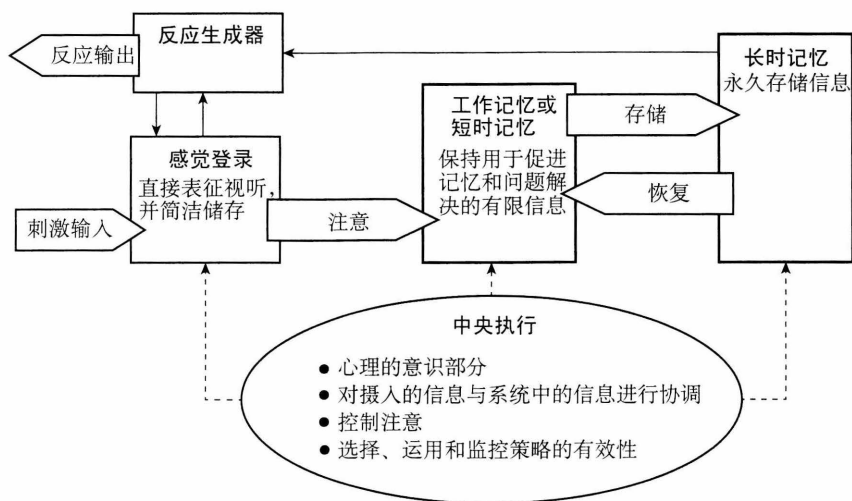 反应输出
反应生成器
长时记忆
永久存储信息
工作记忆或
短时记忆
保持用于促进
记忆和问题解
决的有限信息
存储
恢复
感觉登录
直接表征视听，
并简洁储存
刺激输入
注意
中央执行
● 心理的意识部分
● 对摄入的信息与系统中的信息进行协调
● 控制注意
● 选择、运用和监控策略的有效性